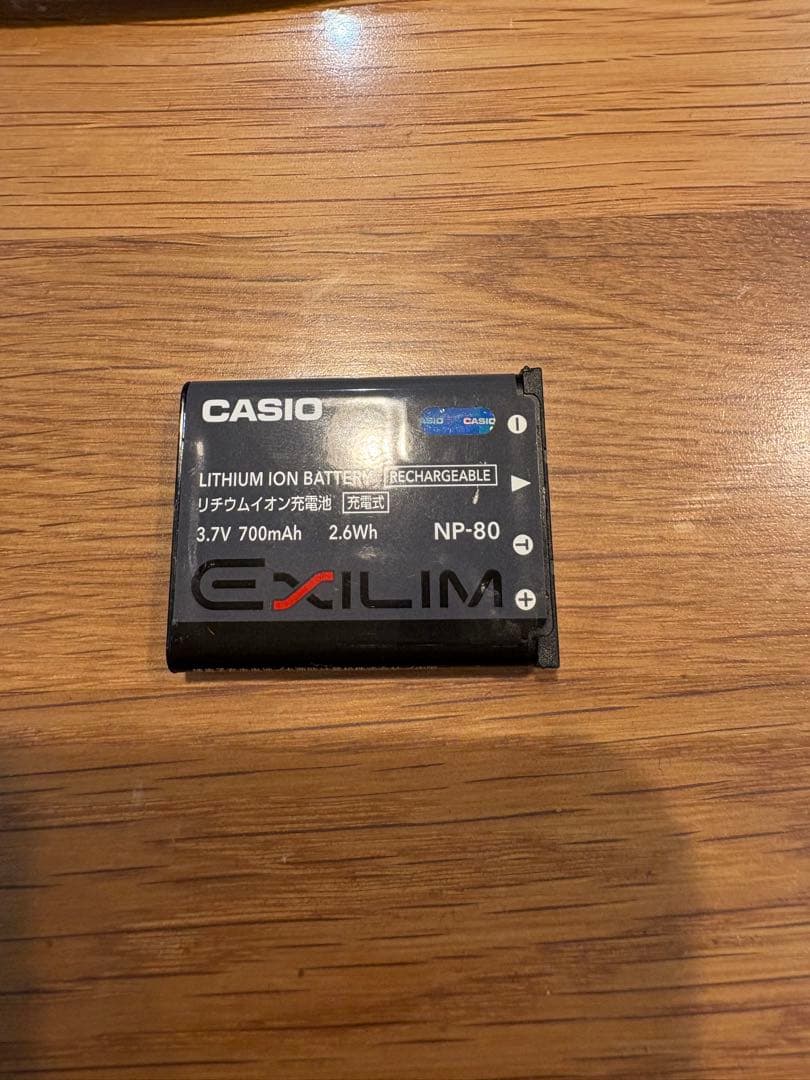 CASIO
CASIO
LITHIUM ION BATTERY RECHARGEABLE
リチウムイオン充電池 充電式
3.7V 700mAh 2.6Wh NP-80
T
EXILIM